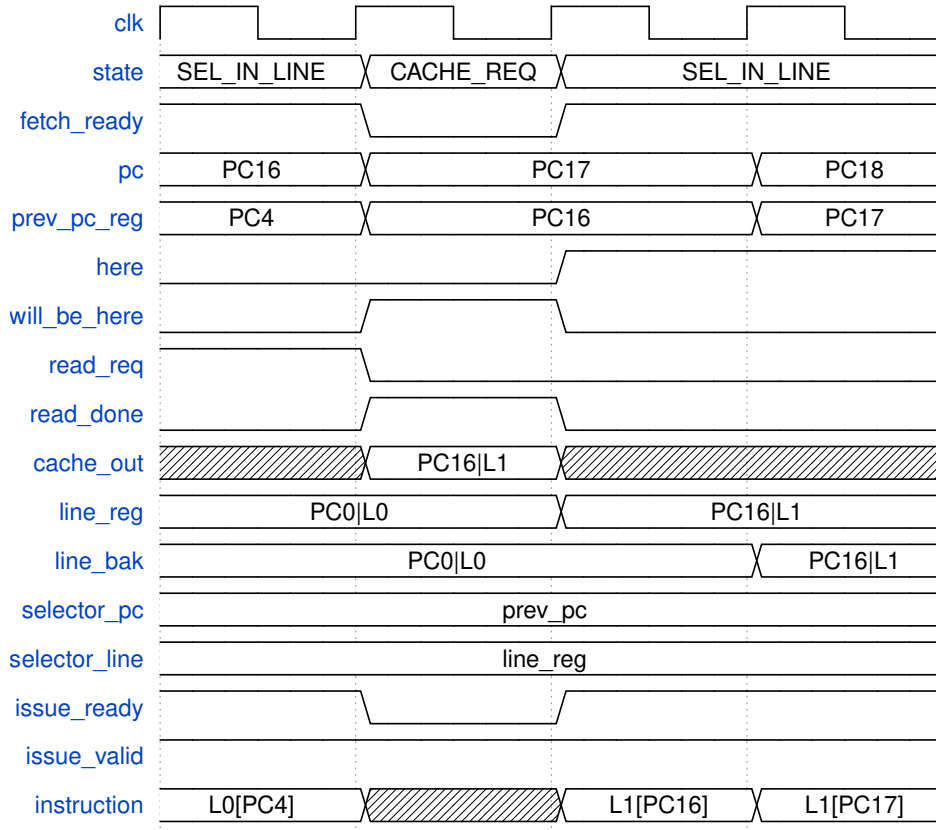 clk
state SEL_IN_LINE CACHE_REQ SEL_IN_LINE
fetch_ready
pc PC16 PC17 PC18
prev_pc_reg PC4 PC16 PC17
here
will_be_here
read_req
read_done
cache_out PC16|L1
line_reg PC0|L0 PC16|L1
line_bak PC0|L0 PC16|L1
selector_pc prev_pc
selector_line line_reg
issue_ready
issue_valid
instruction L0[PC4] L1[PC16] L1[PC17]